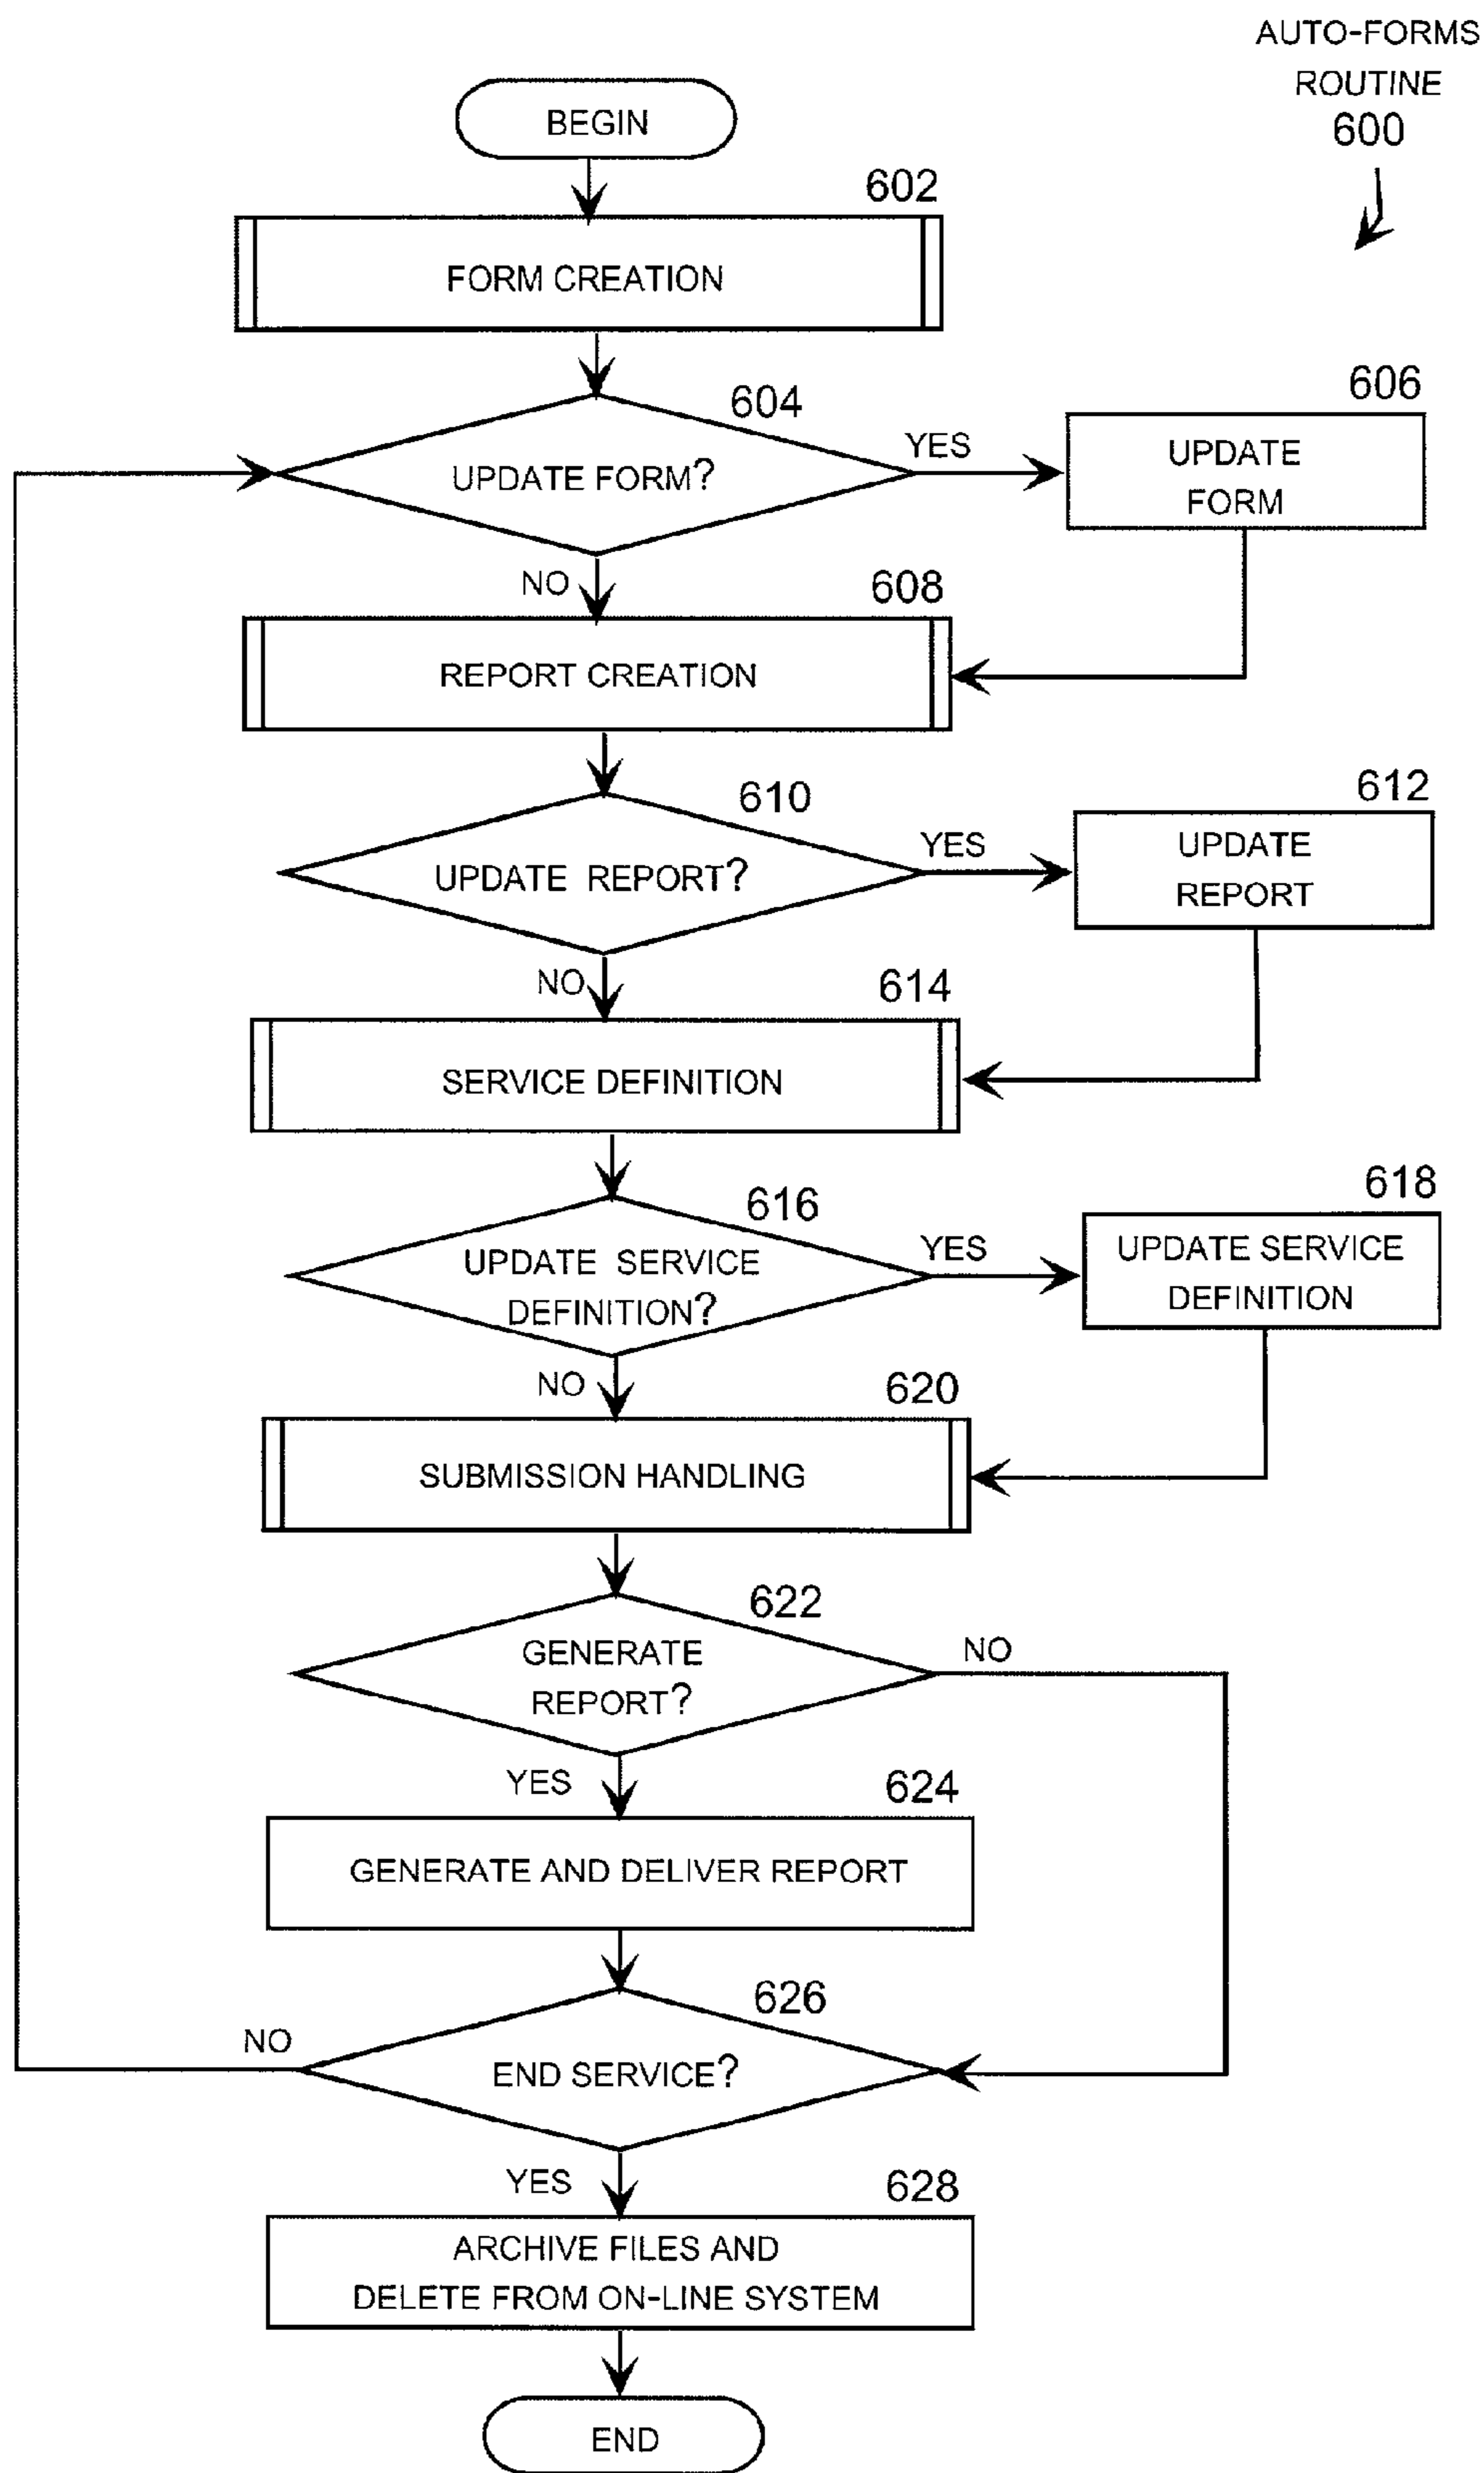 AUTO-FORMS
ROUTINE
600
BEGIN
602
FORM CREATION
604
UPDATE FORM?
YES
606
UPDATE
FORM
NO
608
REPORT CREATION
610
UPDATE REPORT?
YES
612
UPDATE
REPORT
NO
614
SERVICE DEFINITION
616
UPDATE SERVICE
DEFINITION?
YES
618
UPDATE SERVICE
DEFINITION
NO
620
SUBMISSION HANDLING
622
GENERATE
REPORT?
NO
YES
624
GENERATE AND DELIVER REPORT
626
END SERVICE?
NO
YES
628
ARCHIVE FILES AND
DELETE FROM ON-LINE SYSTEM
END